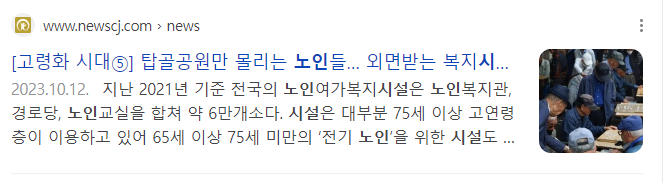 www.newscj.com › news
[고령화 시대⑤] 탑골공원만 몰리는 노인들... 외면받는 복지시...
2023.10.12. 지난 2021년 기준 전국의 노인여가복지시설은 노인복지관,
경로당, 노인교실을 합쳐 약 6만개소다. 시설은 대부분 75세 이상 고연령
층이 이용하고 있어 65세 이상 75세 미만의 '전기 노인'을 위한 시설도 ...